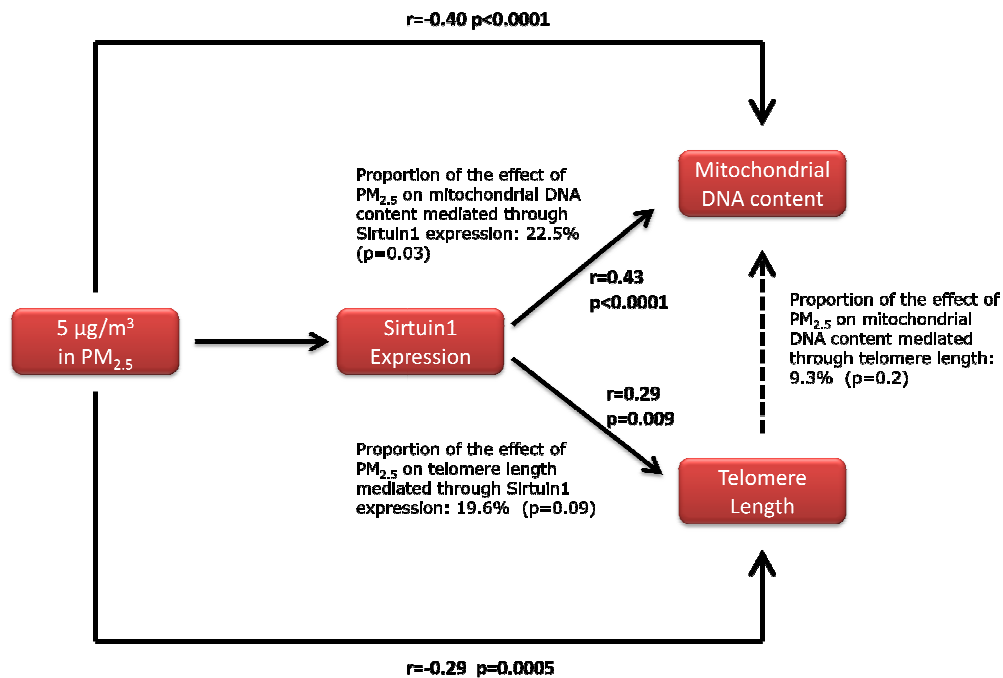 r=-0.40 p<0.0001
Mitochondrial
DNA content
Proportion of the effect of
PM2.5 on mitochondrial DNA
content mediated through
Sirtuin1 expression: 22.5%
(p=0.03)
r=0.43
p<0.0001
5 µg/m³
in PM2.5
Sirtuin1
Expression
Proportion of the effect of
PM2.5 on mitochondrial
DNA content mediated
through telomere length:
9.3% (p=0.2)
r=0.29
p=0.009
Proportion of the effect of
PM2.5 on telomere length
mediated through Sirtuin1
expression: 19.6% (p=0.09)
Telomere
Length
r=-0.29 p=0.0005